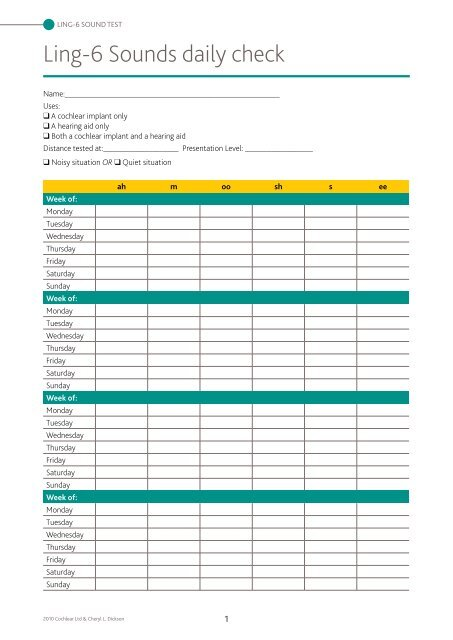 LING-6 SOUND TEST
Ling-6 Sounds daily check
Name:
Uses:
❑ A cochlear implant only
❑ A hearing aid only
❑ Both a cochlear implant and a hearing aid
Distance tested at: Presentation Level:
❑ Noisy situation OR ❑ Quiet situation
ah m oo sh s ee
Week of:
Monday
Tuesday
Wednesday
Thursday
Friday
Saturday
Sunday
Week of:
Monday
Tuesday
Wednesday
Thursday
Friday
Saturday
Sunday
Week of:
Monday
Tuesday
Wednesday
Thursday
Friday
Saturday
Sunday
Week of:
Monday
Tuesday
Wednesday
Thursday
Friday
Saturday
Sunday
2010 Cochlear Ltd & Cheryl L. Dickson 1